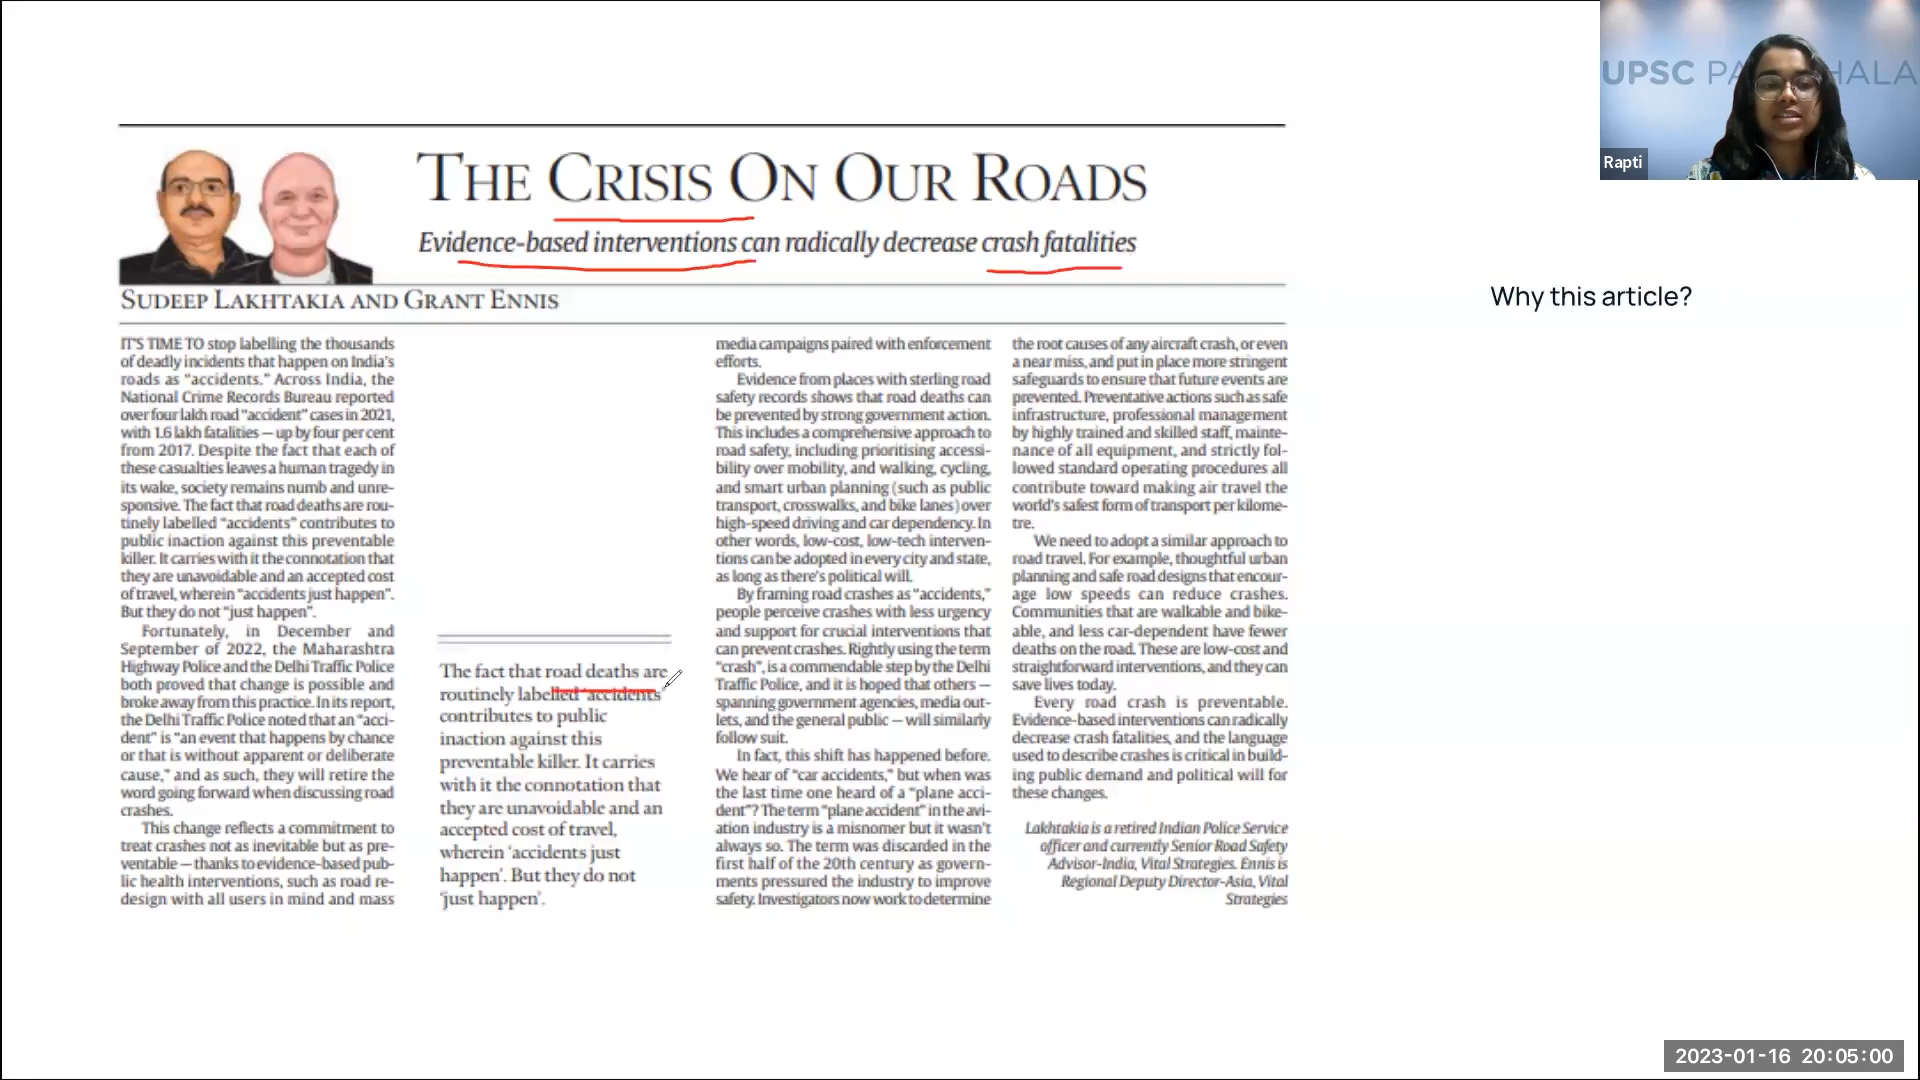 THE CRISIS ON OUR ROADS
Evidence-based interventions can radically decrease crash fatalities
SUDEEP LAKHTAKIA AND GRANT ENNIS
IT'S TIME TO stop labelling the thousands
of deadly incidents that happen on India's
roads as "accidents." Across India, the
National Crime Records Bureau reported
over four lakh road "accident" cases in 2021,
with 1.6 lakh fatalities — up by four per cent
from 2017. Despite the fact that each of
these casualties leaves a human tragedy in
its wake, society remains numb and unre-
sponsive. The fact that road deaths are rou-
tinely labelled "accidents" contributes to
public inaction against this preventable
killer. It carries with it the connotation that
they are unavoidable and an accepted cost
of travel, wherein "accidents just happen".
But they do not "just happen".
Fortunately, in December and
September of 2022, the Maharashtra
Highway Police and the Delhi Traffic Police
both proved that change is possible and
broke away from this practice. In its report,
the Delhi Traffic Police noted that an "acci-
dent" is "an event that happens by chance
or that is without apparent or deliberate
cause," and as such, they will retire the
word going forward when discussing road
crashes.
This change reflects a commitment to
treat crashes not as inevitable but as pre-
ventable — thanks to evidence-based pub-
lic health interventions, such as road re-
design with all users in mind and mass
The fact that road deaths are
routinely labelled 'accidents'
contributes to public
inaction against this
preventable killer. It carries
with it the connotation that
they are unavoidable and an
accepted cost of travel,
wherein 'accidents just
happen'. But they do not
'just happen'.
media campaigns paired with enforcement
efforts.
Evidence from places with sterling road
safety records shows that road deaths can
be prevented by strong government action.
This includes a comprehensive approach to
road safety, including prioritising accessi-
bility over mobility, and walking, cycling,
and smart urban planning (such as public
transport, crosswalks, and bike lanes) over
high-speed driving and car dependency. In
other words, low-cost, low-tech interven-
tions can be adopted in every city and state,
as long as there's political will.
By framing road crashes as "accidents,"
people perceive crashes with less urgency
and support for crucial interventions that
can prevent crashes. Rightly using the term
"crash", is a commendable step by the Delhi
Traffic Police, and it is hoped that others —
spanning government agencies, media out-
lets, and the general public — will similarly
follow suit.
In fact, this shift has happened before.
We hear of "car accidents," but when was
the last time one heard of a "plane acci-
dent"? The term "plane accident" in the avi-
ation industry is a misnomer but it wasn't
always so. The term was discarded in the
first half of the 20th century as govern-
ments pressured the industry to improve
safety. Investigators now work to determine
the root causes of any aircraft crash, or even
a near miss, and put in place more stringent
safeguards to ensure that future events are
prevented. Preventative actions such as safe
infrastructure, professional management
by highly trained and skilled staff, mainte-
nance of all equipment, and strictly fol-
lowed standard operating procedures all
contribute toward making air travel the
world's safest form of transport per kilome-
tre.
We need to adopt a similar approach to
road travel. For example, thoughtful urban
planning and safe road designs that encour-
age low speeds can reduce crashes.
Communities that are walkable and bike-
able, and less car-dependent have fewer
deaths on the road. These are low-cost and
straightforward interventions, and they can
save lives today.
Every road crash is preventable.
Evidence-based interventions can radically
decrease crash fatalities, and the language
used to describe crashes is critical in build-
ing public demand and political will for
these changes.
Lakhtakia is a retired Indian Police Service
officer and currently Senior Road Safety
Advisor-India, Vital Strategies. Ennis is
Regional Deputy Director-Asia, Vital
Strategies
Why this article?
UPSC PA HALA
Rapti
2023-01-16 20:05:00